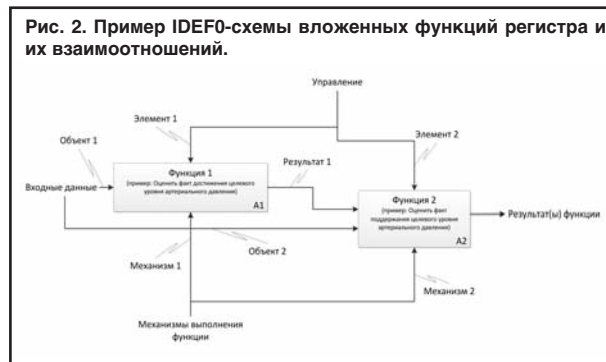 Рис. 2. Пример IDEF0-схемы вложенных функций регистра и
их взаимоотношений.
Управление
Элемент 1
Элемент 2
Объект 1
Функция 1
(пример: Оценить факт достижения целевого
уровня артериального давления)
А1
Результат 1
Входные данные
Функция 2
(пример: Оценить факт
поддержания целевого уровня
артериального давления)
А2
Результат(ы) функции
Объект 2
Механизм 1
Механизм 2
Механизмы выполнения
функции